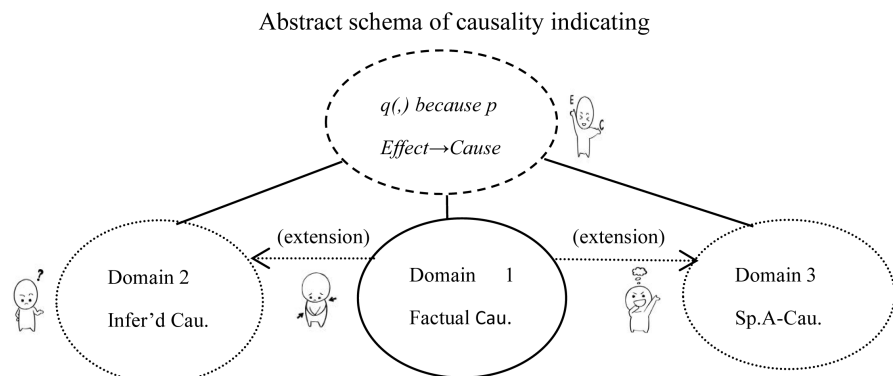 Abstract schema of causality indicating
q(,) because p
E
C
Effect→Cause
(extension)
(extension)
?
Domain 2
Domain 1
Domain 3
Infer’d Cau.
Factual Cau.
Sp.A-Cau.